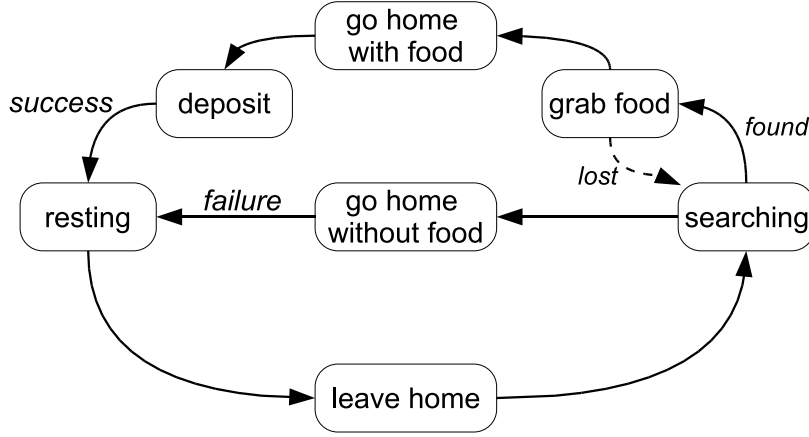 go home
with food
success
deposit
grab food
found
lost
resting
failure
go home
without food
searching
leave home